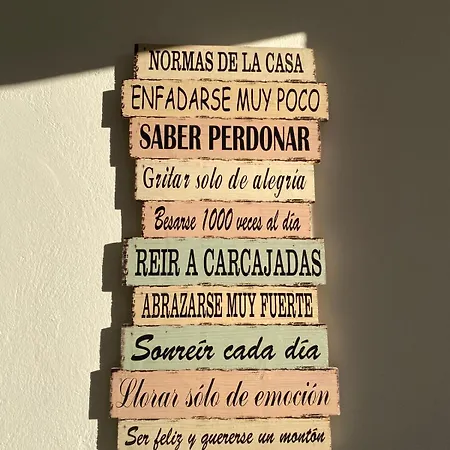 NORMAS DE LA CASA
ENFADARSE MUY POCO
SABER PERDONAR
Gritar solo de alegría
Besarse 1000 veces al día
REIR A CARCAJADAS
ABRAZARSE MUY FUERTE
Sonreír cada día
Llorar sólo de emoción
Ser feliz y quererse un montón